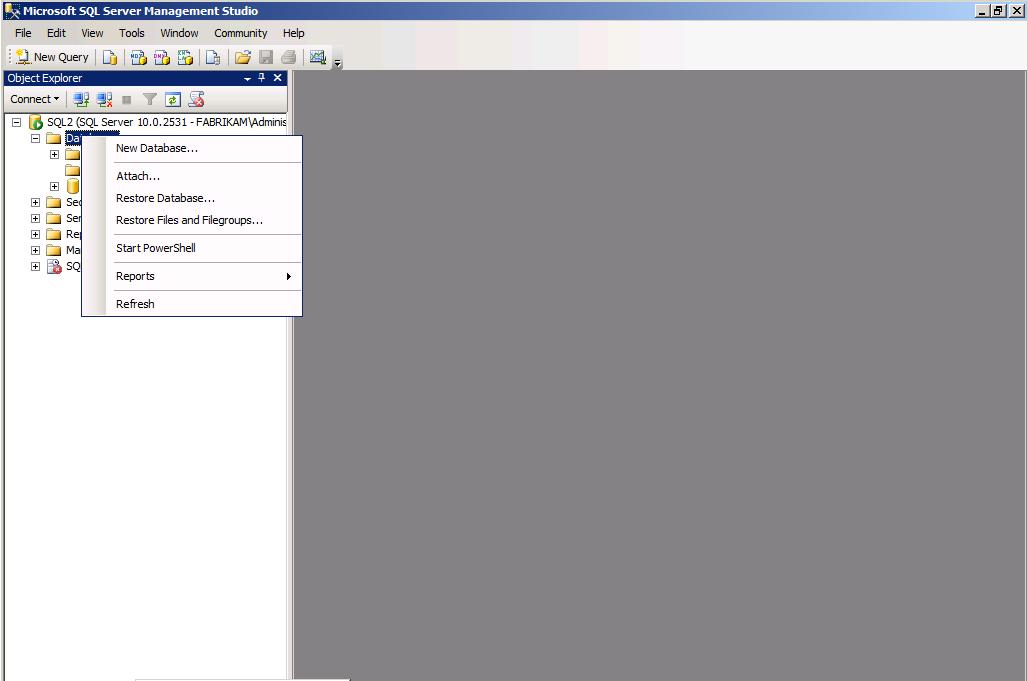 Microsoft SQL Server Management Studio
File Edit View Tools Window Community Help
New Query
Object Explorer
Connect
SQL2 (SQL Server 10.0.2531 - FABRIKAM\Adminis
Da
New Database...
Attach...
Restore Database...
Sec
Restore Files and Filegroups...
Ser
Rep
Start PowerShell
Ma
SQ
Reports
Refresh